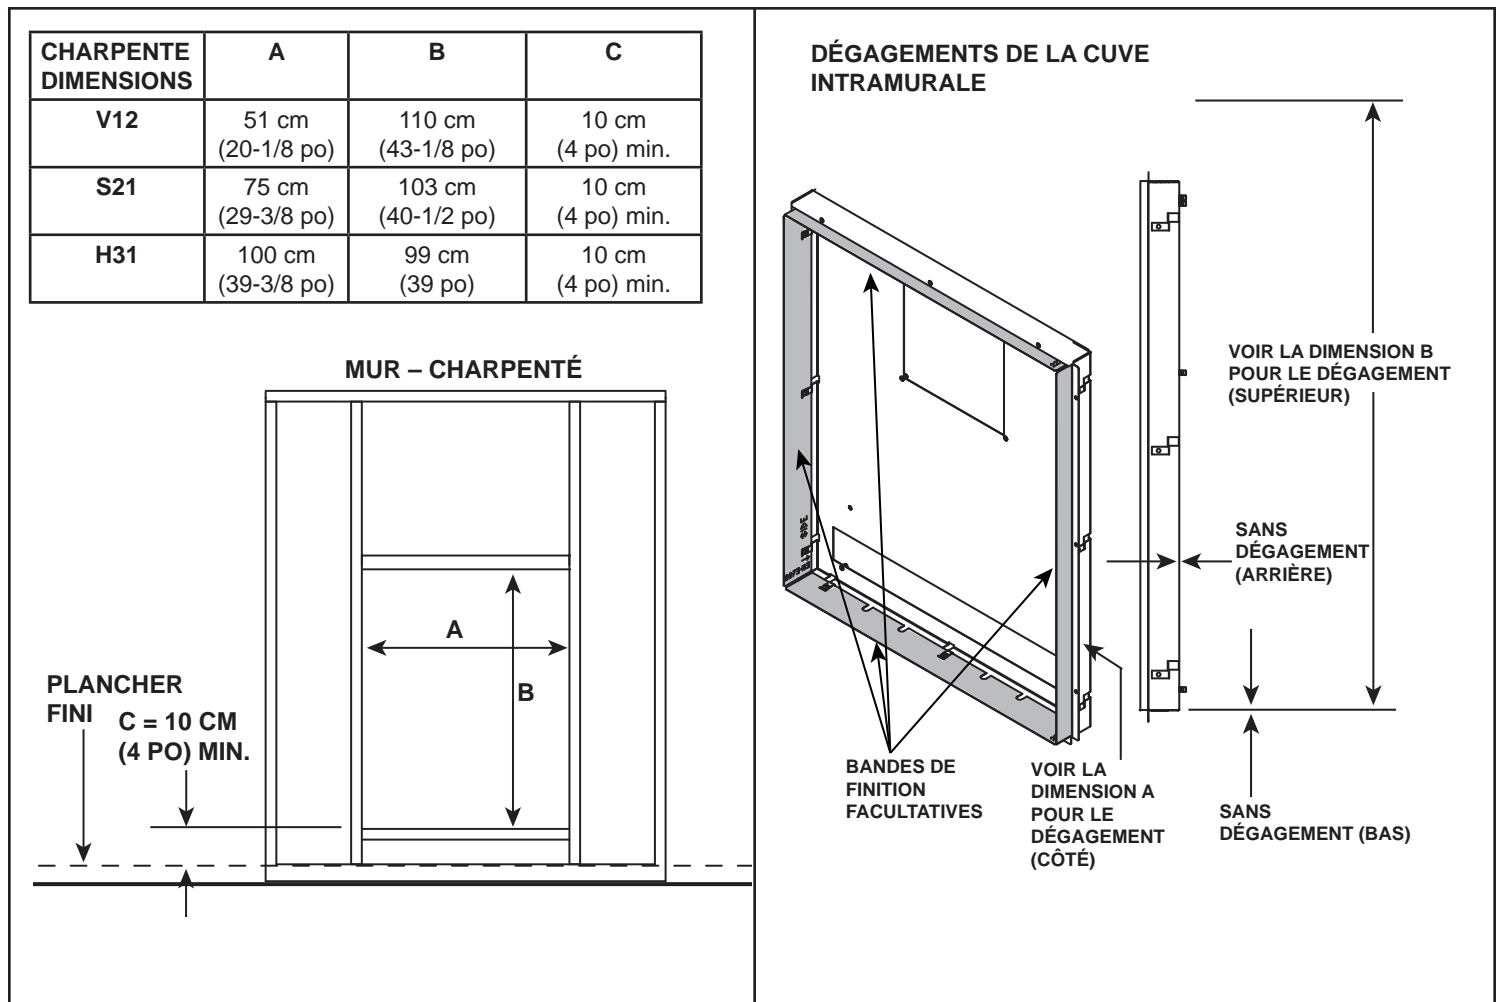 CHARPENTE DIMENSIONS A B C
V12 51 cm (20-1/8 po) 110 cm (43-1/8 po) 10 cm (4 po) min.
S21 75 cm (29-3/8 po) 103 cm (40-1/2 po) 10 cm (4 po) min.
H31 100 cm (39-3/8 po) 99 cm (39 po) 10 cm (4 po) min.
MUR – CHARPENTÉ
A
B
PLANCHER
FINI
C = 10 CM
(4 PO) MIN.
DÉGAGEMENTS DE LA CUVE
INTRAMURALE
VOIR LA DIMENSION B
POUR LE DÉGAGEMENT
(SUPÉRIEUR)
SANS
DÉGAGEMENT
(ARRIÈRE)
SIDE
BANDES DE
FINITION
FACULTATIVES
VOIR LA
DIMENSION A
POUR LE
DÉGAGEMENT
(CÔTÉ)
SANS
DÉGAGEMENT (BAS)